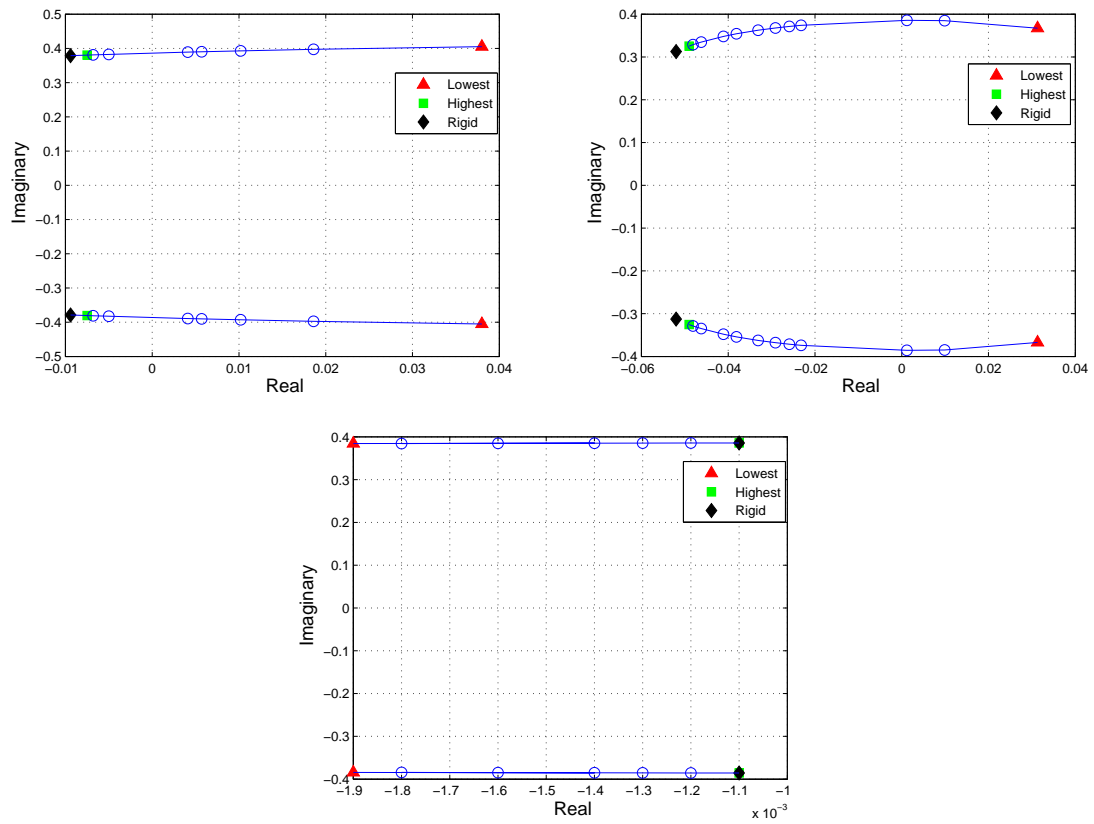 0.5
0.4
0.3
0.2
0.1
0
−0.1
−0.2
−0.3
−0.4
−0.5
−0.01 0 0.01 0.02 0.03 0.04
Real
Imaginary
Lowest
Highest
Rigid
0.4
0.3
0.2
0.1
0
−0.1
−0.2
−0.3
−0.4
−0.06 −0.04 −0.02 0 0.02 0.04
Real
Imaginary
Lowest
Highest
Rigid
0.4
0.3
0.2
0.1
0
−0.1
−0.2
−0.3
−0.4
−1.9 −1.8 −1.7 −1.6 −1.5 −1.4 −1.3 −1.2 −1.1 −1
x 10⁻³
Real
Imaginary
Lowest
Highest
Rigid